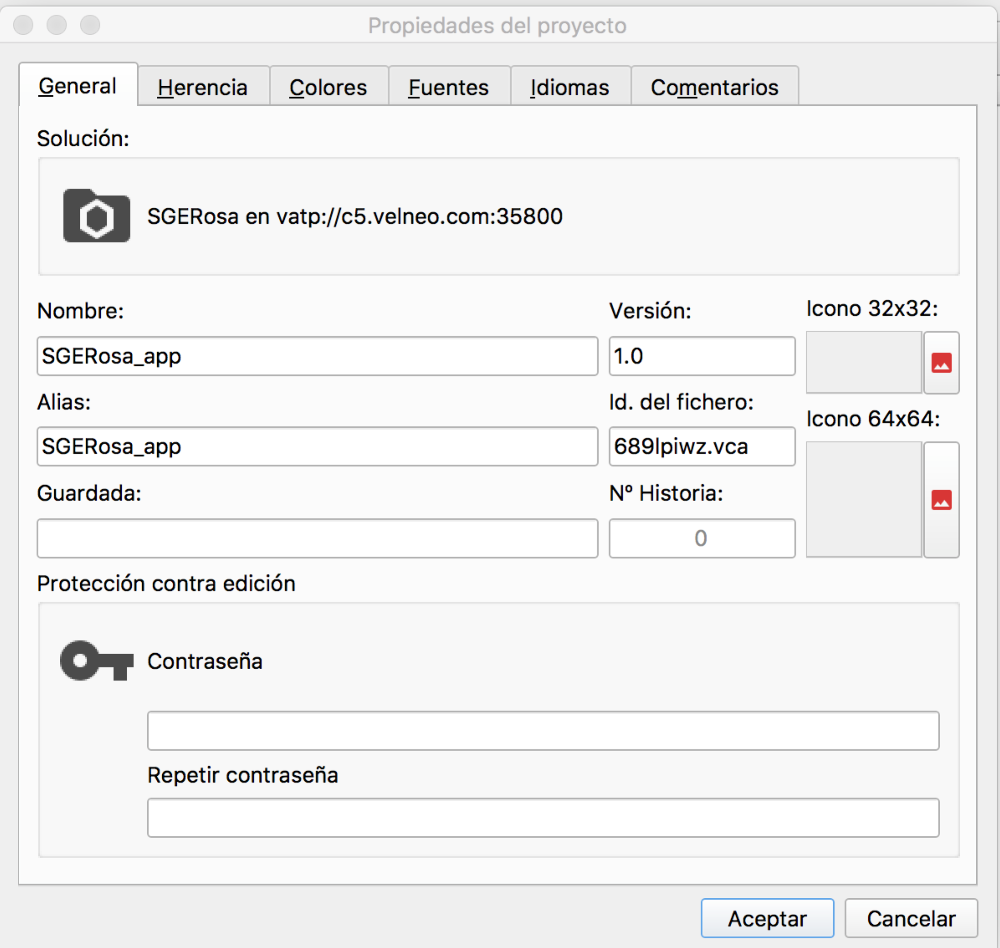 Propiedades del proyecto
General Herencia Colores Fuentes Idiomas Comentarios
Solución:
SGERosa en vatp://c5.velneo.com:35800
Nombre: Versión: Icono 32x32:
SGERosa_app 1.0
Alias: Id. del fichero: Icono 64x64:
SGERosa_app 689lpiwz.vca
Guardada: Nº Historia:
0
Protección contra edición
Contraseña
Repetir contraseña
Aceptar Cancelar